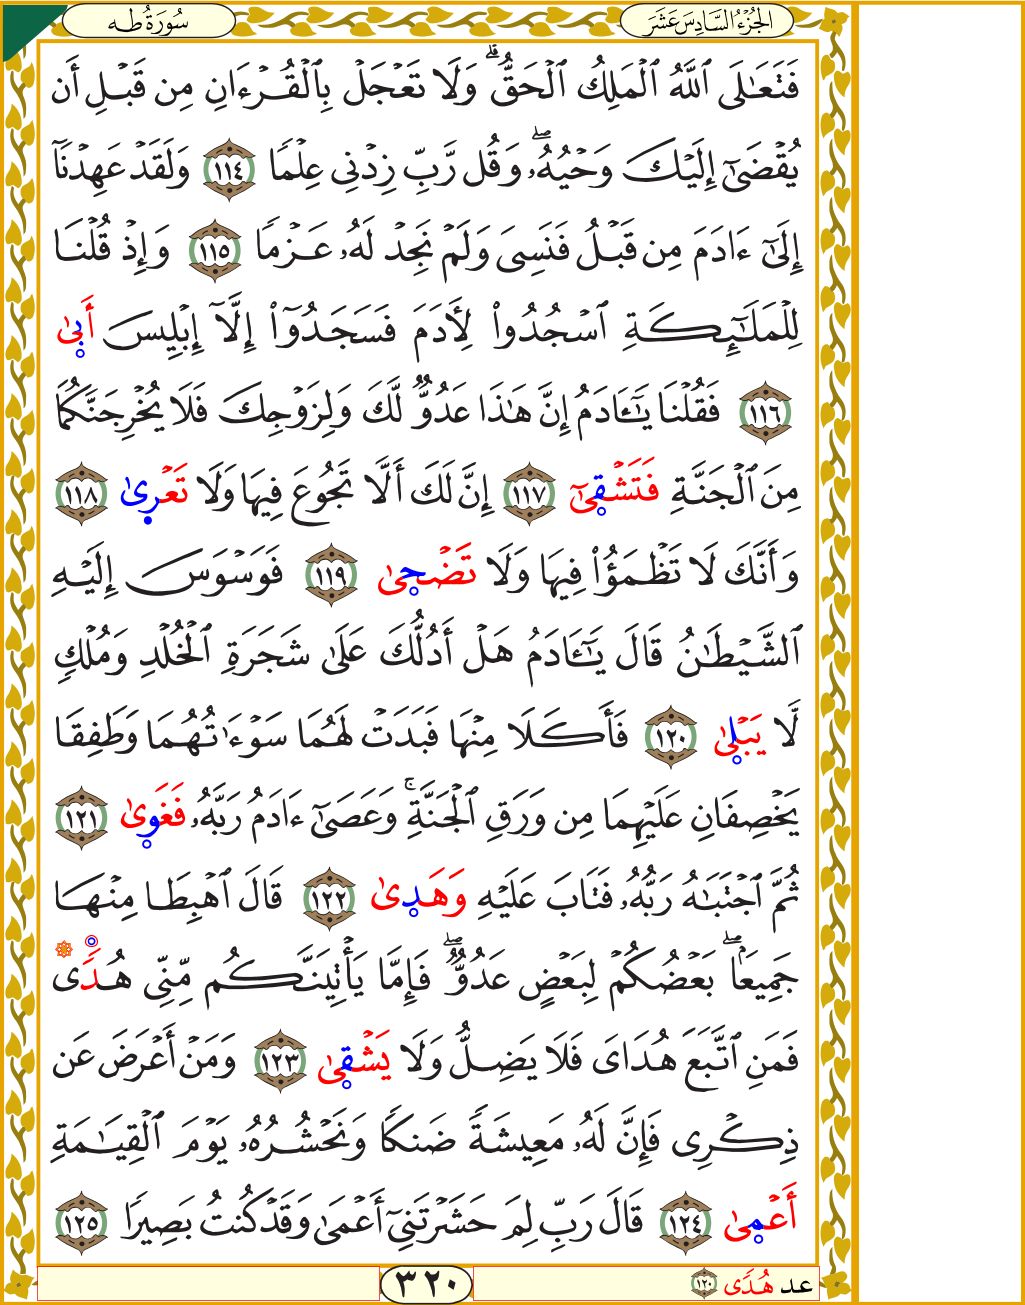 الجُزْءُ السَّادِسَ عَشَرَ
سُورَةُ طه
فَتَعَٰلَى ٱللَّهُ ٱلْمَلِكُ ٱلْحَقُّ ۗ وَلَا تَعْجَلْ بِٱلْقُرْءَانِ مِن قَبْلِ أَن
يُقْضَىٰٓ إِلَيْكَ وَحْيُهُۥ ۖ وَقُل رَّبِّ زِدْنِى عِلْمًا ١١٤ وَلَقَدْ عَهِدْنَآ
إِلَىٰٓ ءَادَمَ مِن قَبْلُ فَنَسِىَ وَلَمْ نَجِدْ لَهُۥ عَزْمًا ١١٥ وَإِذْ قُلْنَا
لِلْمَلَٰٓئِكَةِ ٱسْجُدُوا۟ لِـَٔادَمَ فَسَجَدُوٓا۟ إِلَّآ إِبْلِيسَ أَبَىٰ
١١٦ فَقُلْنَا يَٰٓـَٔادَمُ إِنَّ هَٰذَا عَدُوٌّ لَّكَ وَلِزَوْجِكَ فَلَا يُخْرِجَنَّكُمَا
مِنَ ٱلْجَنَّةِ فَتَشْقَىٰٓ ١١٧ إِنَّ لَكَ أَلَّا تَجُوعَ فِيهَا وَلَا تَعْرَىٰ ١١٨
وَأَنَّكَ لَا تَظْمَؤُا۟ فِيهَا وَلَا تَضْحَىٰ ١١٩ فَوَسْوَسَ إِلَيْهِ
ٱلشَّيْطَٰنُ قَالَ يَٰٓـَٔادَمُ هَلْ أَدُلُّكَ عَلَىٰ شَجَرَةِ ٱلْخُلْدِ وَمُلْكٍ
لَّا يَبْلَىٰ ١٢٠ فَأَكَلَا مِنْهَا فَبَدَتْ لَهُمَا سَوْءَٰتُهُمَا وَطَفِقَا
يَخْصِفَانِ عَلَيْهِمَا مِن وَرَقِ ٱلْجَنَّةِ ۚ وَعَصَىٰٓ ءَادَمُ رَبَّهُۥ فَغَوَىٰ ١٢١
ثُمَّ ٱجْتَبَٰهُ رَبُّهُۥ فَتَابَ عَلَيْهِ وَهَدَىٰ ١٢٢ قَالَ ٱهْبِطَا مِنْهَا
جَمِيعًۢا ۖ بَعْضُكُمْ لِبَعْضٍ عَدُوٌّ ۖ فَإِمَّا يَأْتِيَنَّكُم مِّنِّى هُدًى
فَمَنِ ٱتَّبَعَ هُدَاىَ فَلَا يَضِلُّ وَلَا يَشْقَىٰ ١٢٣ وَمَنْ أَعْرَضَ عَن
ذِكْرِى فَإِنَّ لَهُۥ مَعِيشَةً ضَنكًا وَنَحْشُرُهُۥ يَوْمَ ٱلْقِيَٰمَةِ
أَعْمَىٰ ١٢٤ قَالَ رَبِّ لِمَ حَشَرْتَنِىٓ أَعْمَىٰ وَقَدْ كُنتُ بَصِيرًا ١٢٥
عد هُدًى ١٢٠
٣٢٠